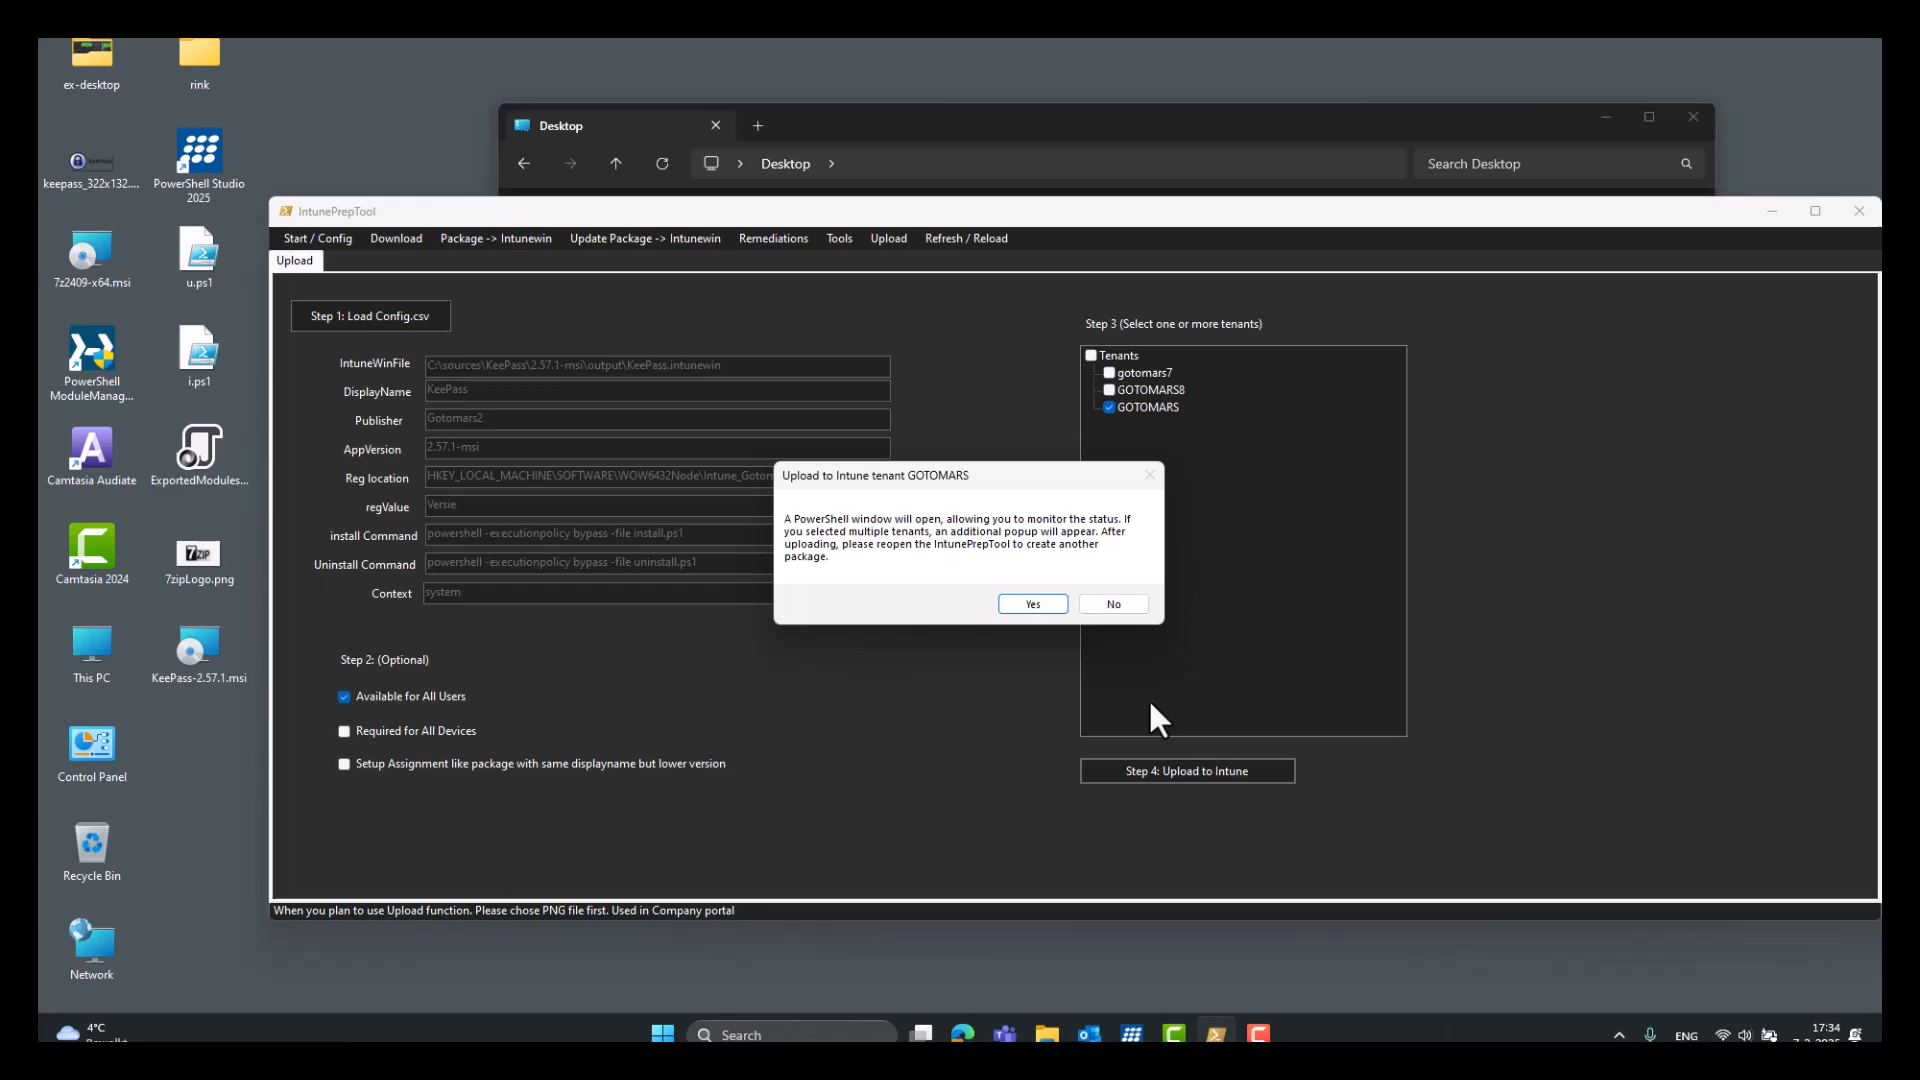 ex-desktop
rink
keepass_322x132....
PowerShell Studio
2025
7z2409-x64.msi
u.ps1
PowerShell
ModuleManag...
i.ps1
Camtasia Audiate
ExportedModules...
Camtasia 2024
7ZIP
7zipLogo.png
This PC
KeePass-2.57.1.msi
Control Panel
Recycle Bin
Network
Desktop
Desktop
Search Desktop
IntunePrepTool
Start / Config
Download
Package -> Intunewin
Update Package -> Intunewin
Remediations
Tools
Upload
Refresh / Reload
Upload
Step 1: Load Config.csv
IntuneWinFile
C:\sources\KeePass\2.57.1-msi\output\KeePass.intunewin
DisplayName
KeePass
Publisher
Gotomars2
AppVersion
2.57.1-msi
Reg location
HKEY_LOCAL_MACHINE\SOFTWARE\WOW6432Node\Intune_Goton
regValue
Versie
install Command
powershell -executionpolicy bypass -file install.ps1
Uninstall Command
powershell -executionpolicy bypass -file uninstall.ps1
Context
system
Step 2: (Optional)
Available for All Users
Required for All Devices
Setup Assignment like package with same displayname but lower version
Step 3 (Select one or more tenants)
Tenants
gotomars7
GOTOMARS8
GOTOMARS
Upload to Intune tenant GOTOMARS
A PowerShell window will open, allowing you to monitor the status. If
you selected multiple tenants, an additional popup will appear. After
uploading, please reopen the IntunePrepTool to create another
package.
Yes
No
Step 4: Upload to Intune
When you plan to use Upload function. Please chose PNG file first. Used in Company portal
4°C
Search
ENG
17:34